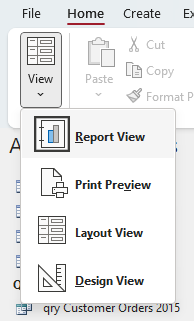 File Home Create
View
Paste
Cut
Copy
Format P
Report View
Print Preview
Layout View
Design View
qry Customer Orders 2015